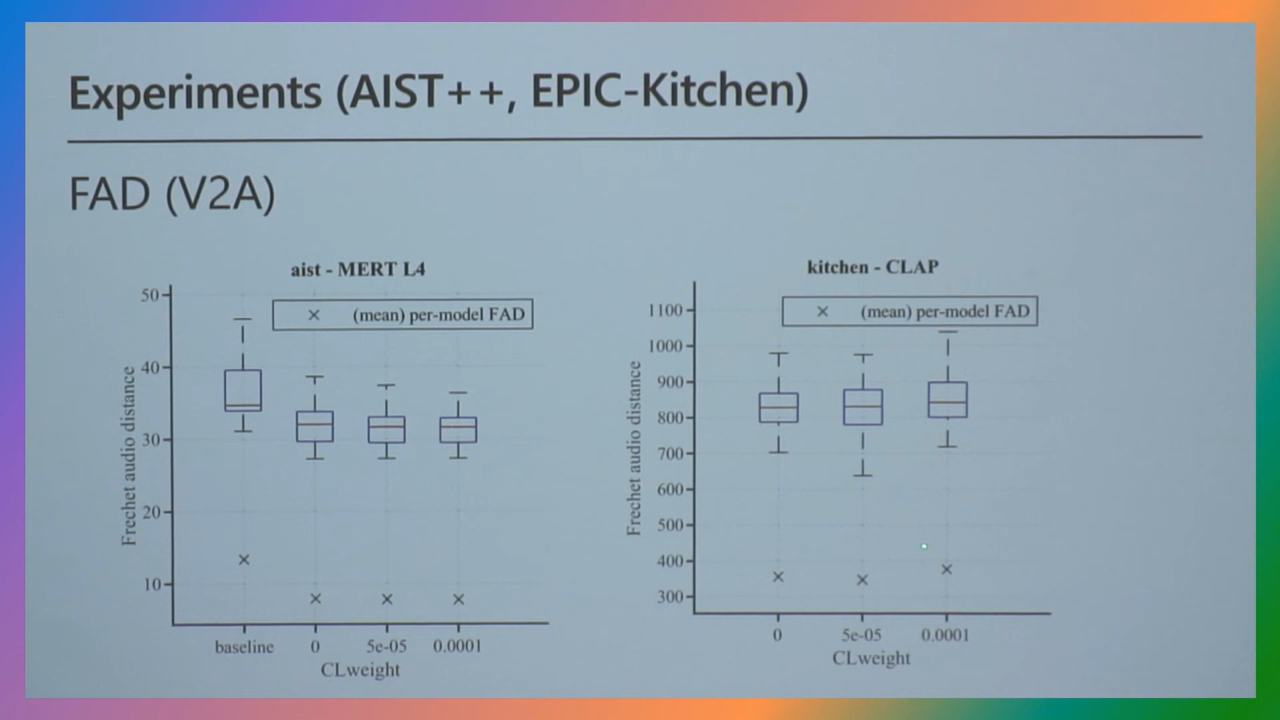 Experiments (AIST++, EPIC-Kitchen)
FAD (V2A)
aist - MERT L4
× (mean) per-model FAD
Frechet audio distance
50
40
30
20
10
baseline 0 5e-05 0.0001
CLweight
kitchen - CLAP
× (mean) per-model FAD
Frechet audio distance
1100
1000
900
800
700
600
500
400
300
0 5e-05 0.0001
CLweight